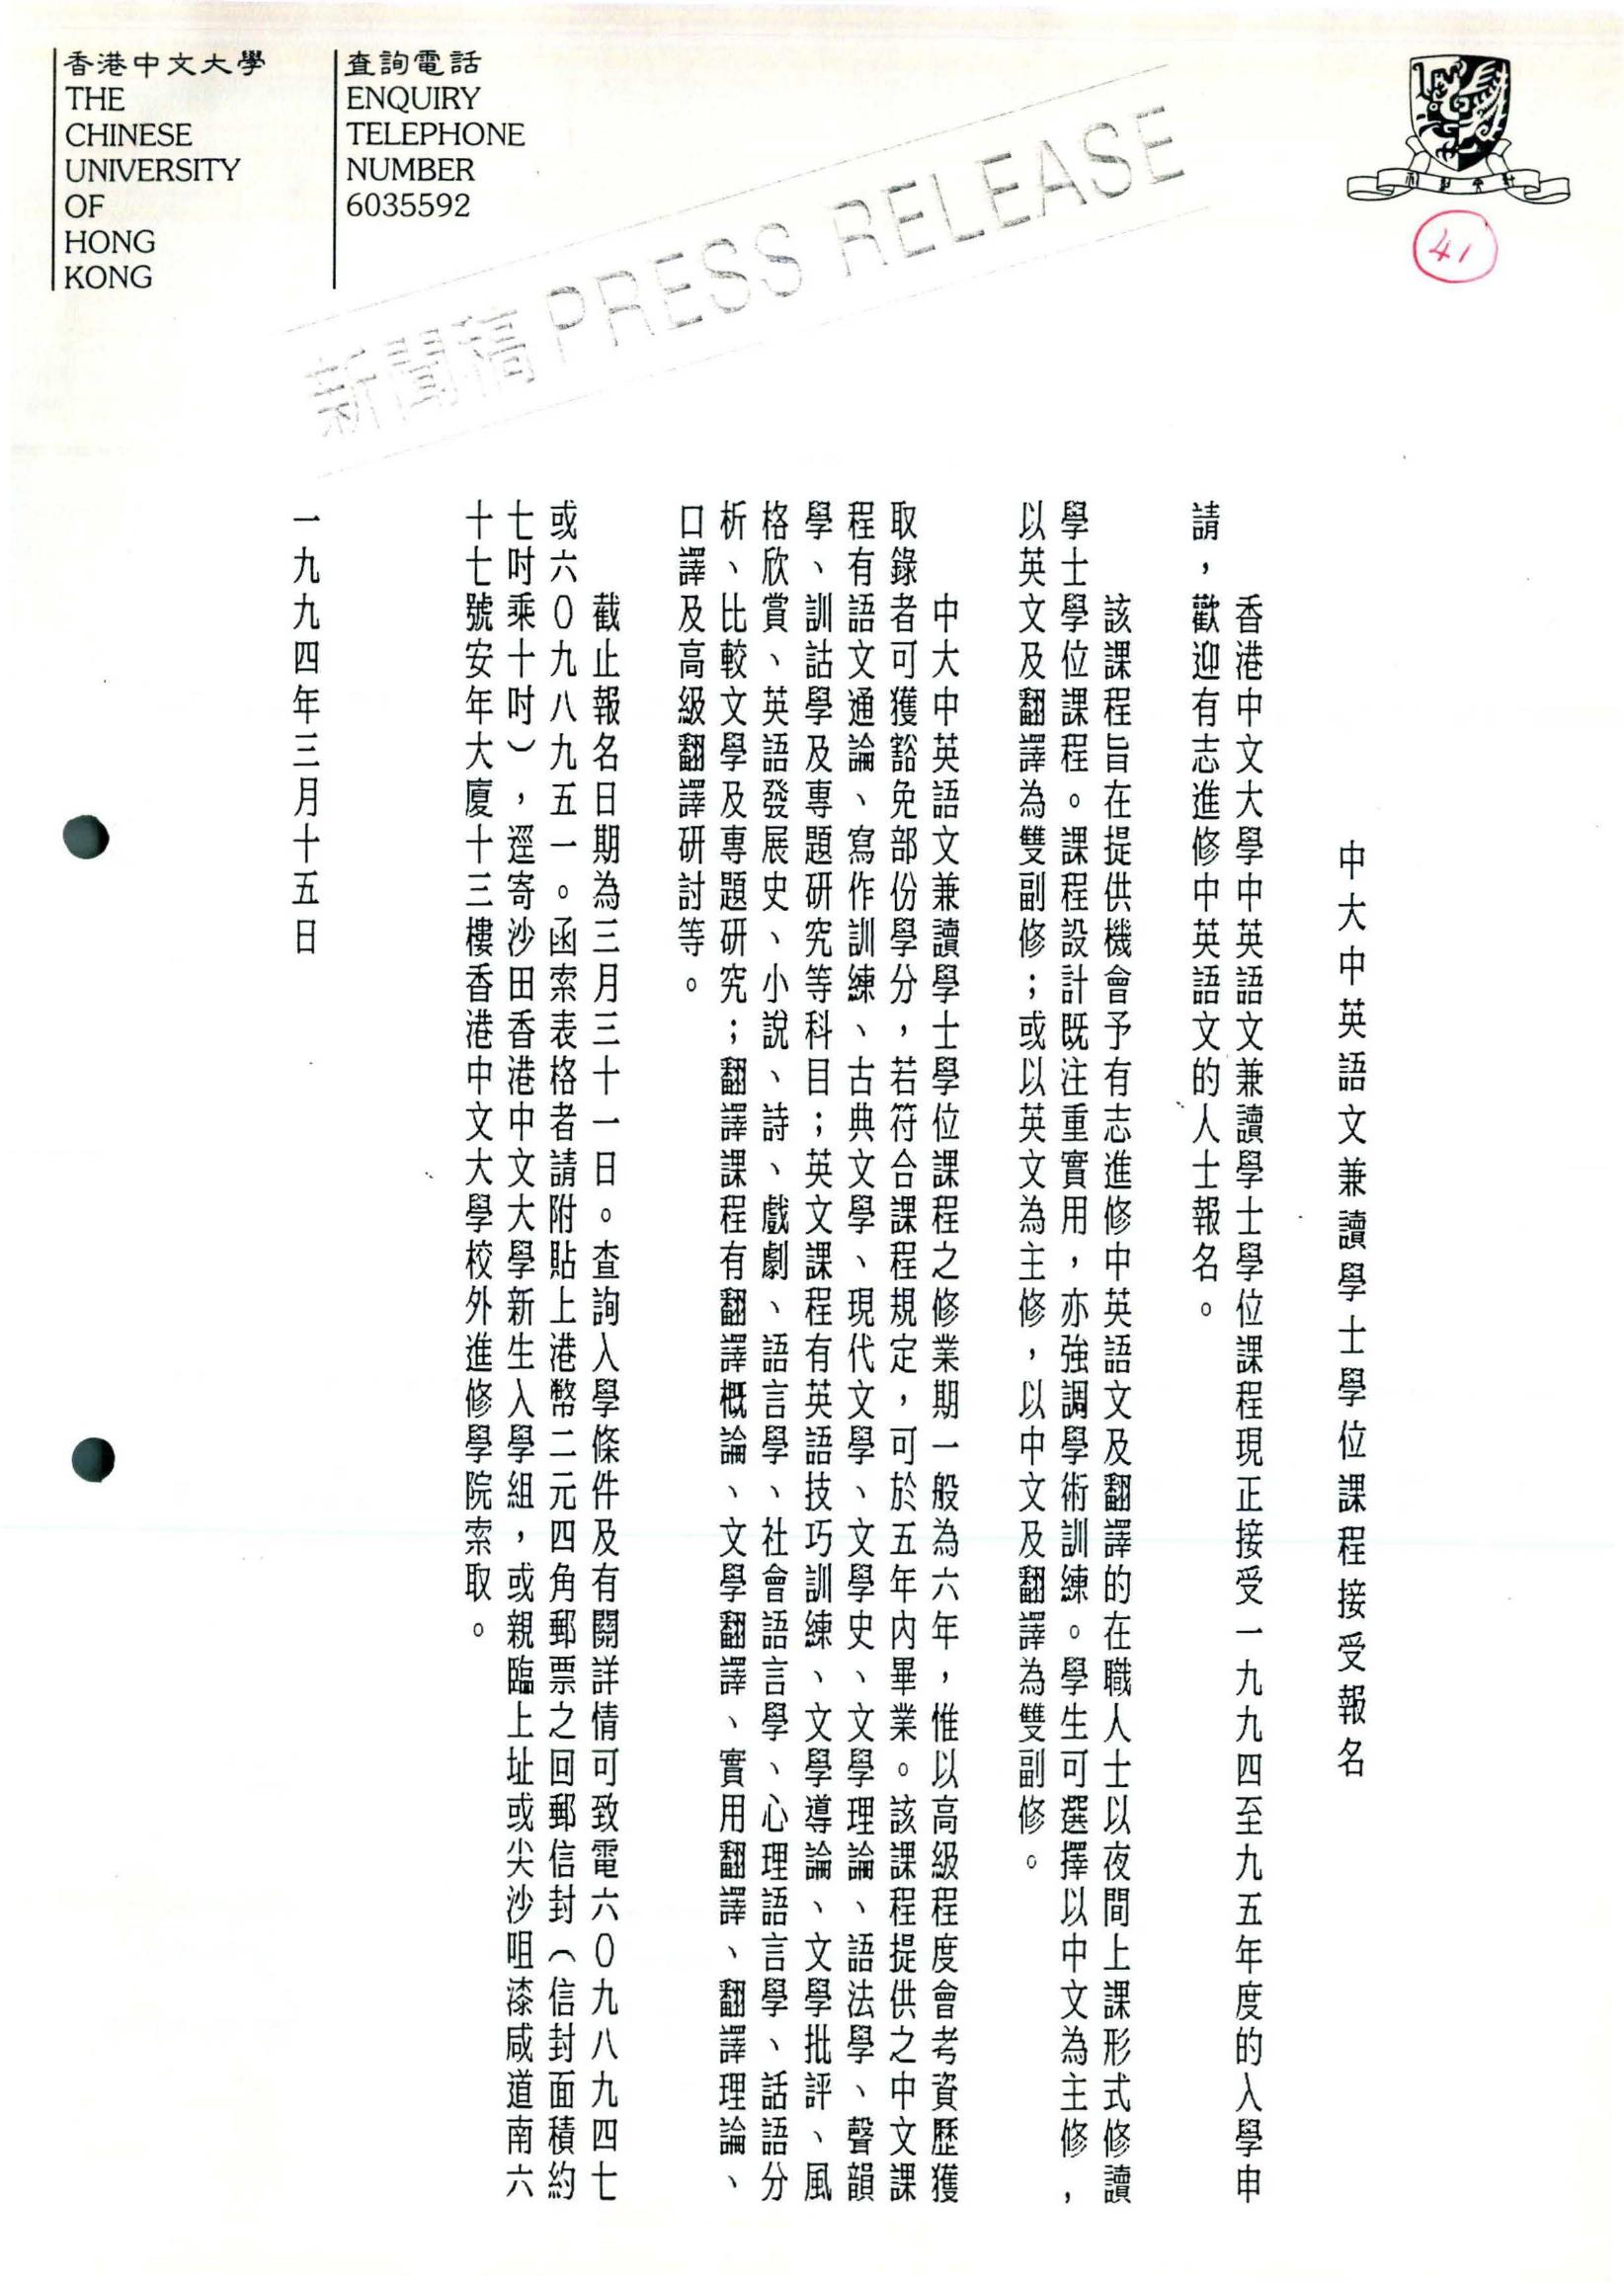 香港中文大學
THE
CHINESE
UNIVERSITY
OF
HONG
KONG
查詢電話
ENQUIRY
TELEPHONE
NUMBER
6035592
新聞稿 PRESS RELEASE
41
中大中英語文兼讀學士學位課程接受報名
香港中文大學中英語文兼讀學士學位課程現正接受一九九四至九五年度的入學申
請，歡迎有志進修中英語文的人士報名。
該課程旨在提供機會予有志進修中英語文及翻譯的在職人士以夜間上課形式修讀
學士學位課程。課程設計既注重實用，亦強調學術訓練。學生可選擇以中文為主修，
以英文及翻譯為雙副修；或以英文為主修，以中文及翻譯為雙副修。
中大中英語文兼讀學士學位課程之修業期一般為六年，惟以高級程度會考資歷獲
取錄者可獲豁免部份學分，若符合課程規定，可於五年內畢業。該課程提供之中文課
程有語文通論、寫作訓練、古典文學、現代文學、文學史、文學理論、語法學、聲韻
學、訓詁學及專題研究等科目；英文課程有英語技巧訓練、文學導論、文學批評、風
格欣賞、英語發展史、小說、詩、戲劇、語言學、社會語言學、心理語言學、話語分
析、比較文學及專題研究；翻譯課程有翻譯概論、文學翻譯、實用翻譯、翻譯理論、
口譯及高級翻譯研討等。
截止報名日期為三月三十一日。查詢入學條件及有關詳情可致電六〇九八九四七
或六〇九八九五一。函索表格者請附貼上港幣二元四角郵票之回郵信封（信封面積約
七吋乘十吋），逕寄沙田香港中文大學新生入學組，或親臨上址或尖沙咀漆咸道南六
十七號安年大廈十三樓香港中文大學校外進修學院索取。
一九九四年三月十五日